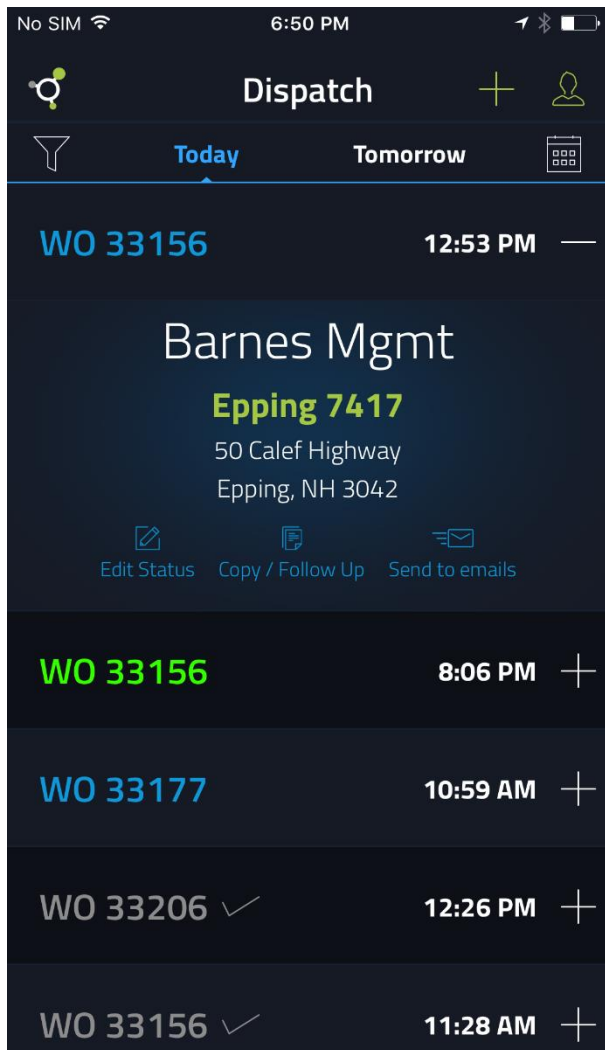 No SIM 6:50 PM
Dispatch
Today Tomorrow
WO 33156 12:53 PM
Barnes Mgmt
Epping 7417
50 Calef Highway
Epping, NH 3042
Edit Status Copy / Follow Up Send to emails
WO 33156 8:06 PM
WO 33177 10:59 AM
WO 33206 12:26 PM
WO 33156 11:28 AM